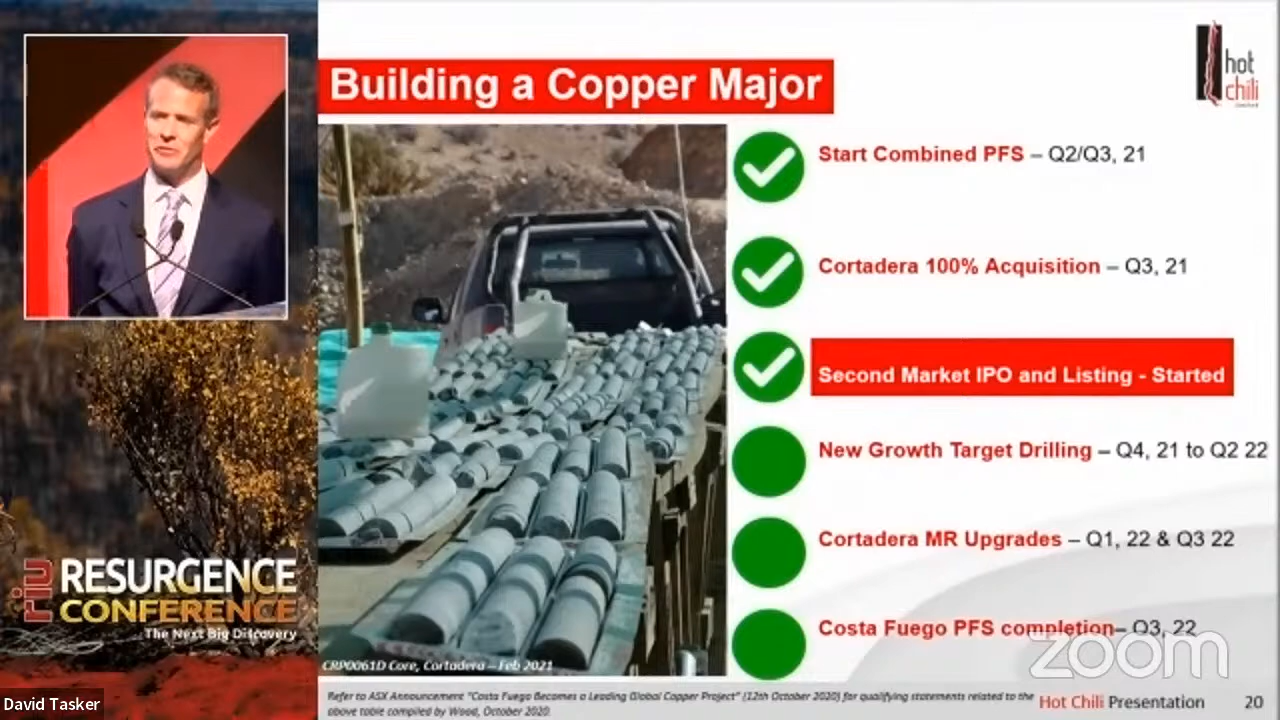 Building a Copper Major
hot
chili
Start Combined PFS – Q2/Q3, 21
Cortadera 100% Acquisition – Q3, 21
Second Market IPO and Listing - Started
New Growth Target Drilling – Q4, 21 to Q2 22
Cortadera MR Upgrades – Q1, 22 & Q3 22
Costa Fuego PFS completion– Q3, 22
CRP0061D Core, Cortadera – Feb 2021
riu RESURGENCE
CONFERENCE
The Next Big Discovery
zoom
David Tasker
Refer to ASX Announcement "Costa Fuego Becomes a Leading Global Copper Project" (12th October 2020) for qualifying statements related to the
above table compiled by Wood, October 2020.
Hot Chili Presentation 20